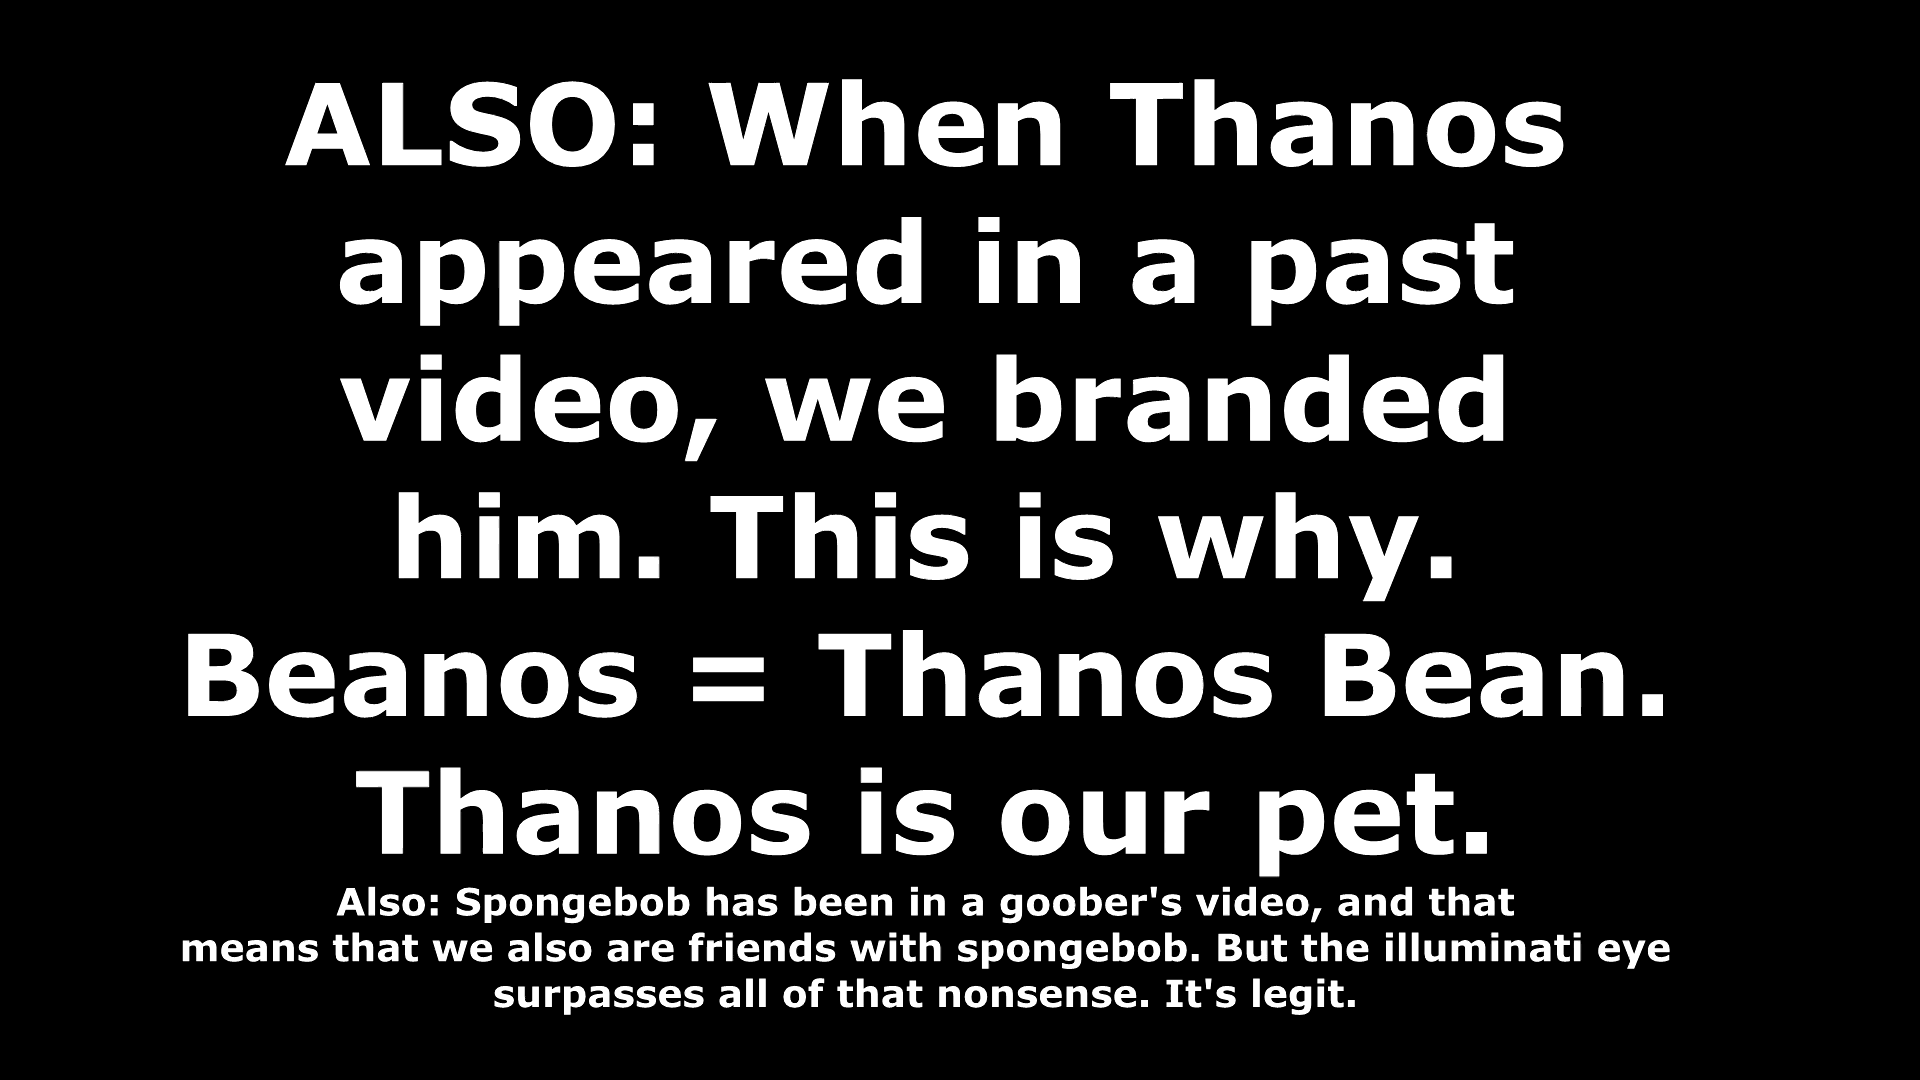 ALSO: When Thanos
appeared in a past
video, we branded
him. This is why.
Beanos = Thanos Bean.
Thanos is our pet.
Also: Spongebob has been in a goober's video, and that
means that we also are friends with spongebob. But the illuminati eye
surpasses all of that nonsense. It's legit.